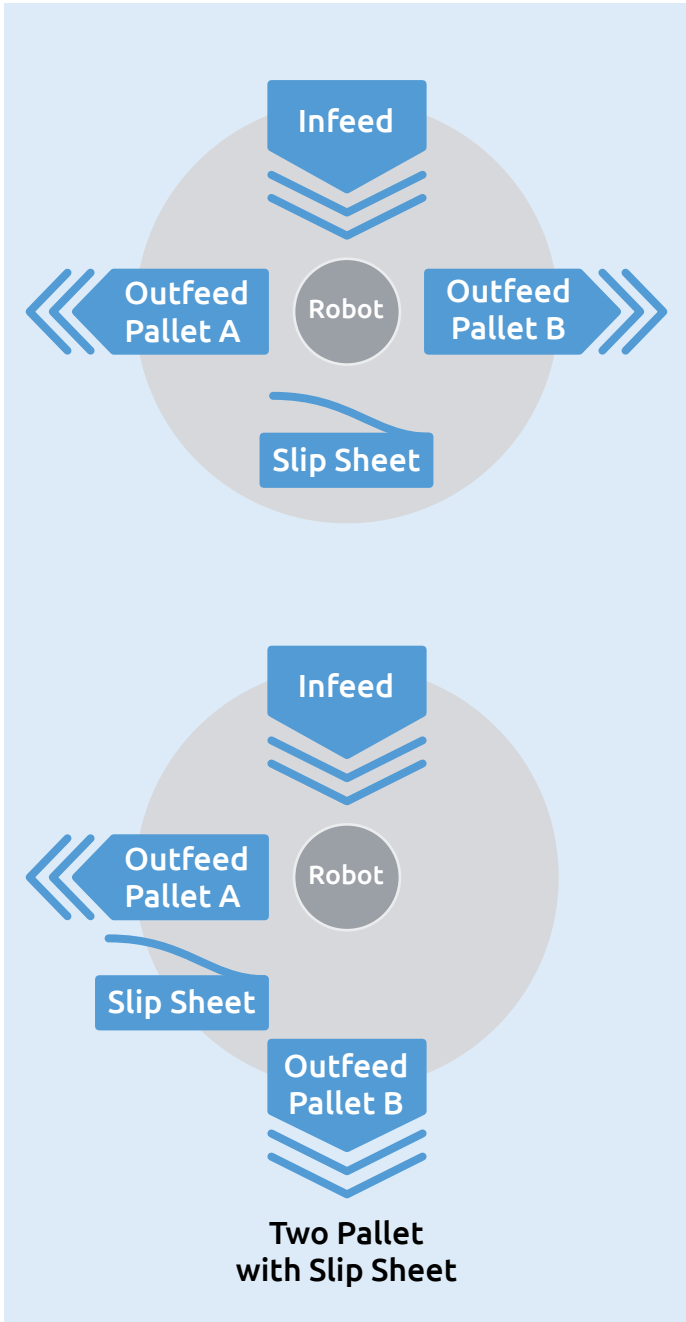 Infeed
Outfeed
Pallet A
Robot
Outfeed
Pallet B
Slip Sheet
Infeed
Outfeed
Pallet A
Robot
Slip Sheet
Outfeed
Pallet B
Two Pallet
with Slip Sheet